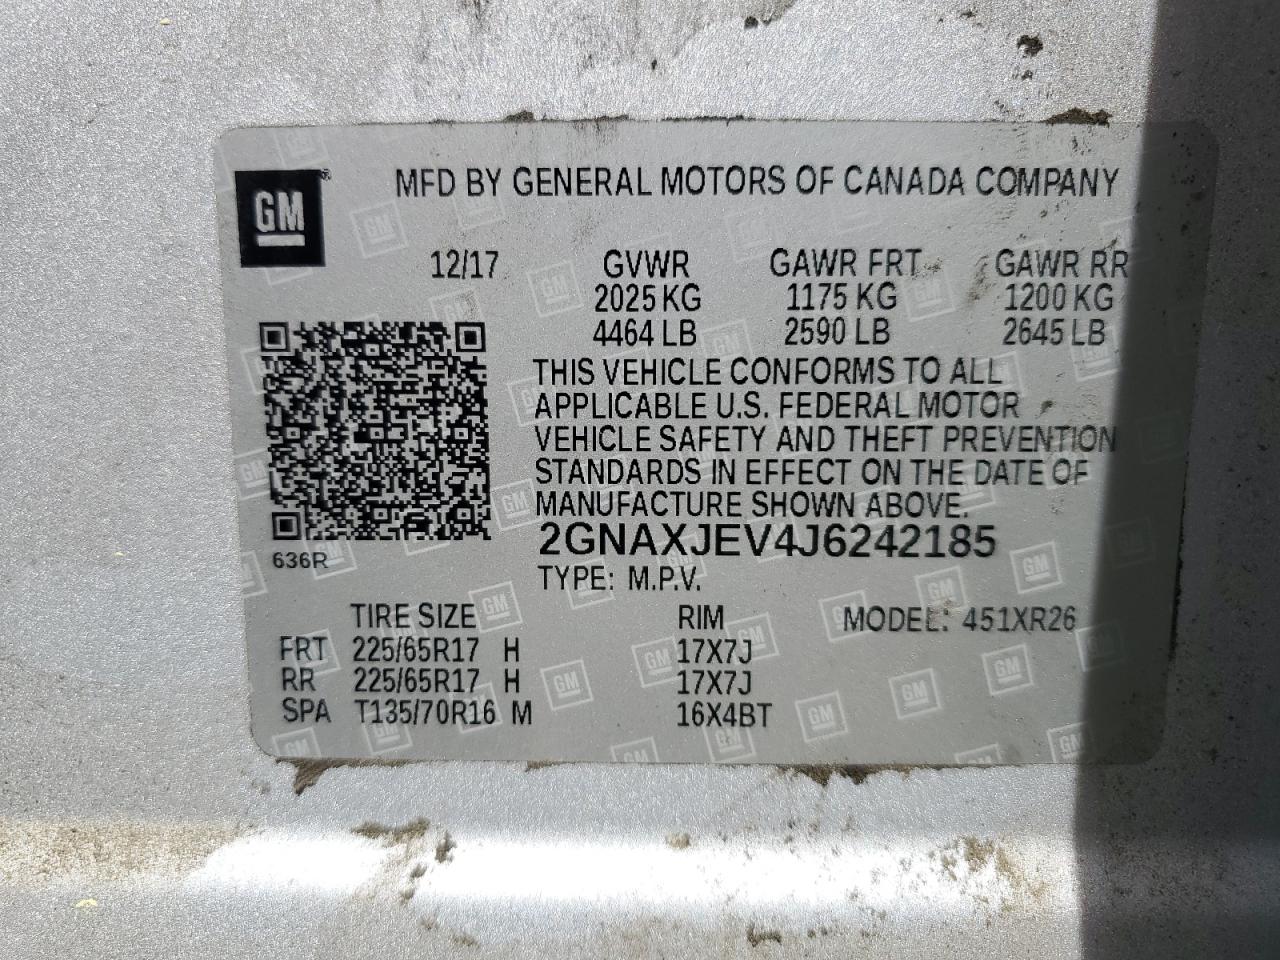 GM
MFD BY GENERAL MOTORS OF CANADA COMPANY
12/17 GVWR GAWR FRT GAWR RR
2025 KG 1175 KG 1200 KG
4464 LB 2590 LB 2645 LB
THIS VEHICLE CONFORMS TO ALL
APPLICABLE U.S. FEDERAL MOTOR
VEHICLE SAFETY AND THEFT PREVENTION
STANDARDS IN EFFECT ON THE DATE OF
MANUFACTURE SHOWN ABOVE.
2GNAXJEV4J6242185
636R
TYPE: M.P.V.
TIRE SIZE RIM MODEL: 451XR26
FRT 225/65R17 H 17X7J
RR 225/65R17 H 17X7J
SPA T135/70R16 M 16X4BT